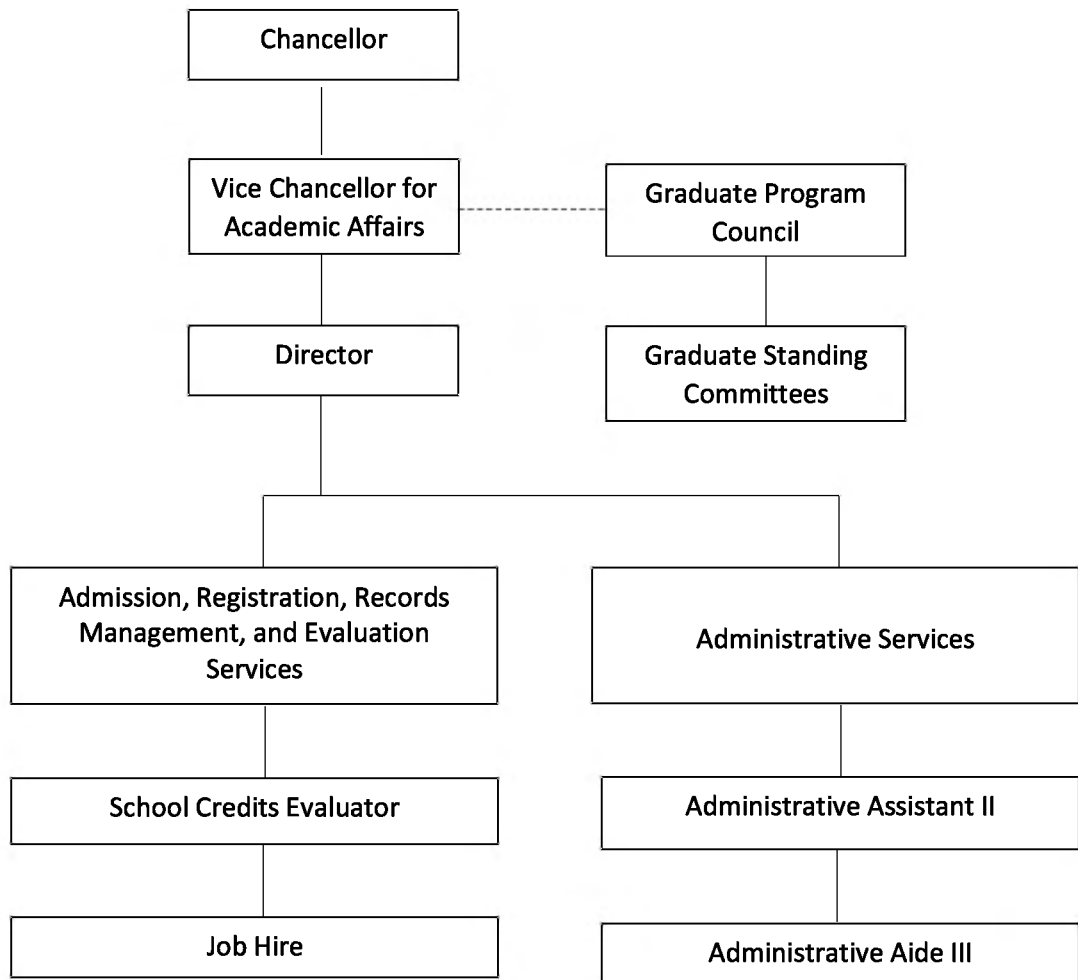 Chancellor
Vice Chancellor for
Academic Affairs
Graduate Program
Council
Director
Graduate Standing
Committees
Admission, Registration, Records
Management, and Evaluation
Services
Administrative Services
School Credits Evaluator
Administrative Assistant II
Job Hire
Administrative Aide III